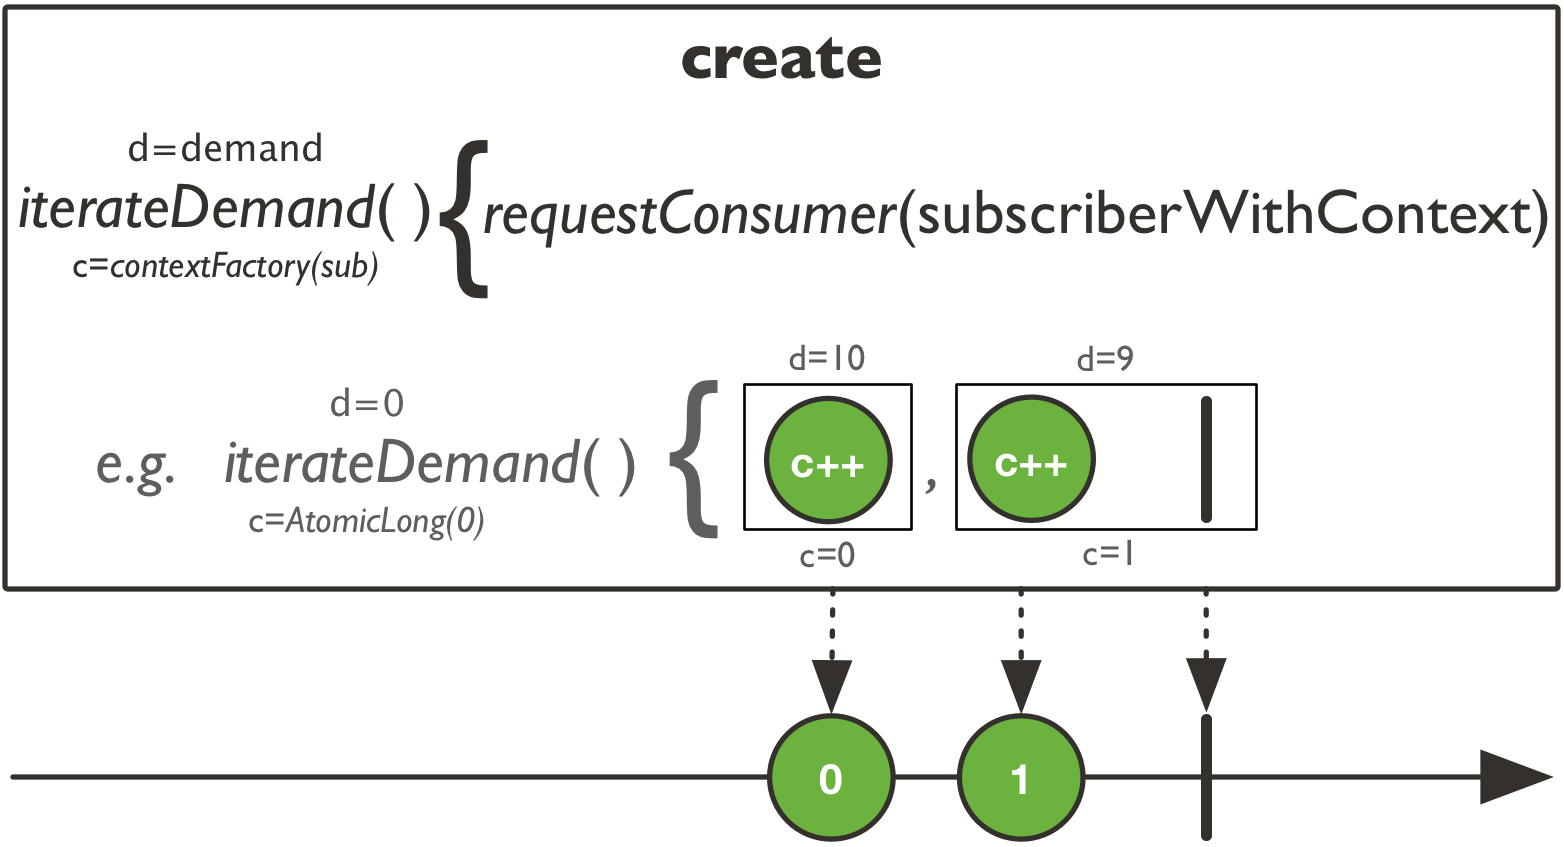 create
d=demand
iterateDemand( ) { requestConsumer(subscriberWithContext)
c=contextFactory(sub)
d=10 d=9
d=0
e.g. iterateDemand( ) { c++ , c++
c=AtomicLong(0)
c=0 c=1
0 1